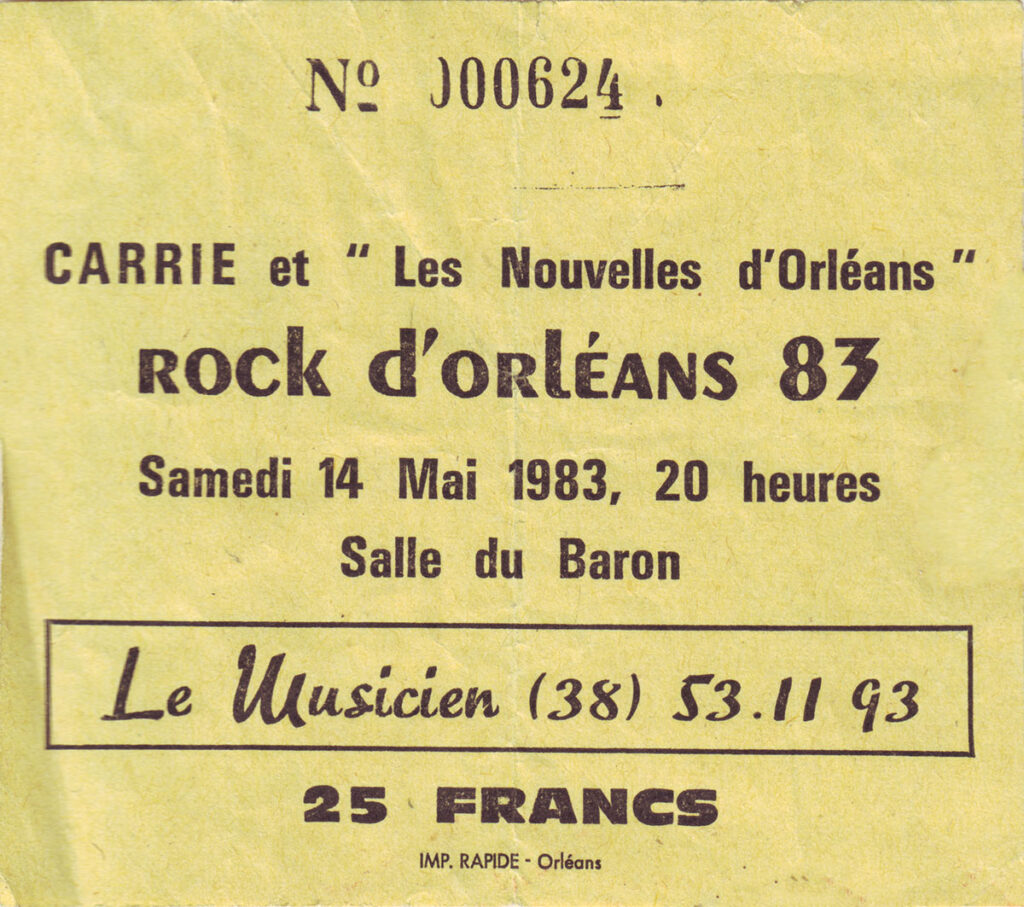 Nº 000624
CARRIE et " Les Nouvelles d'Orléans "
ROCK d'ORLÉANS 83
Samedi 14 Mai 1983, 20 heures
Salle du Baron
Le Musicien (38) 53.11 93
25 FRANCS
IMP. RAPIDE - Orléans